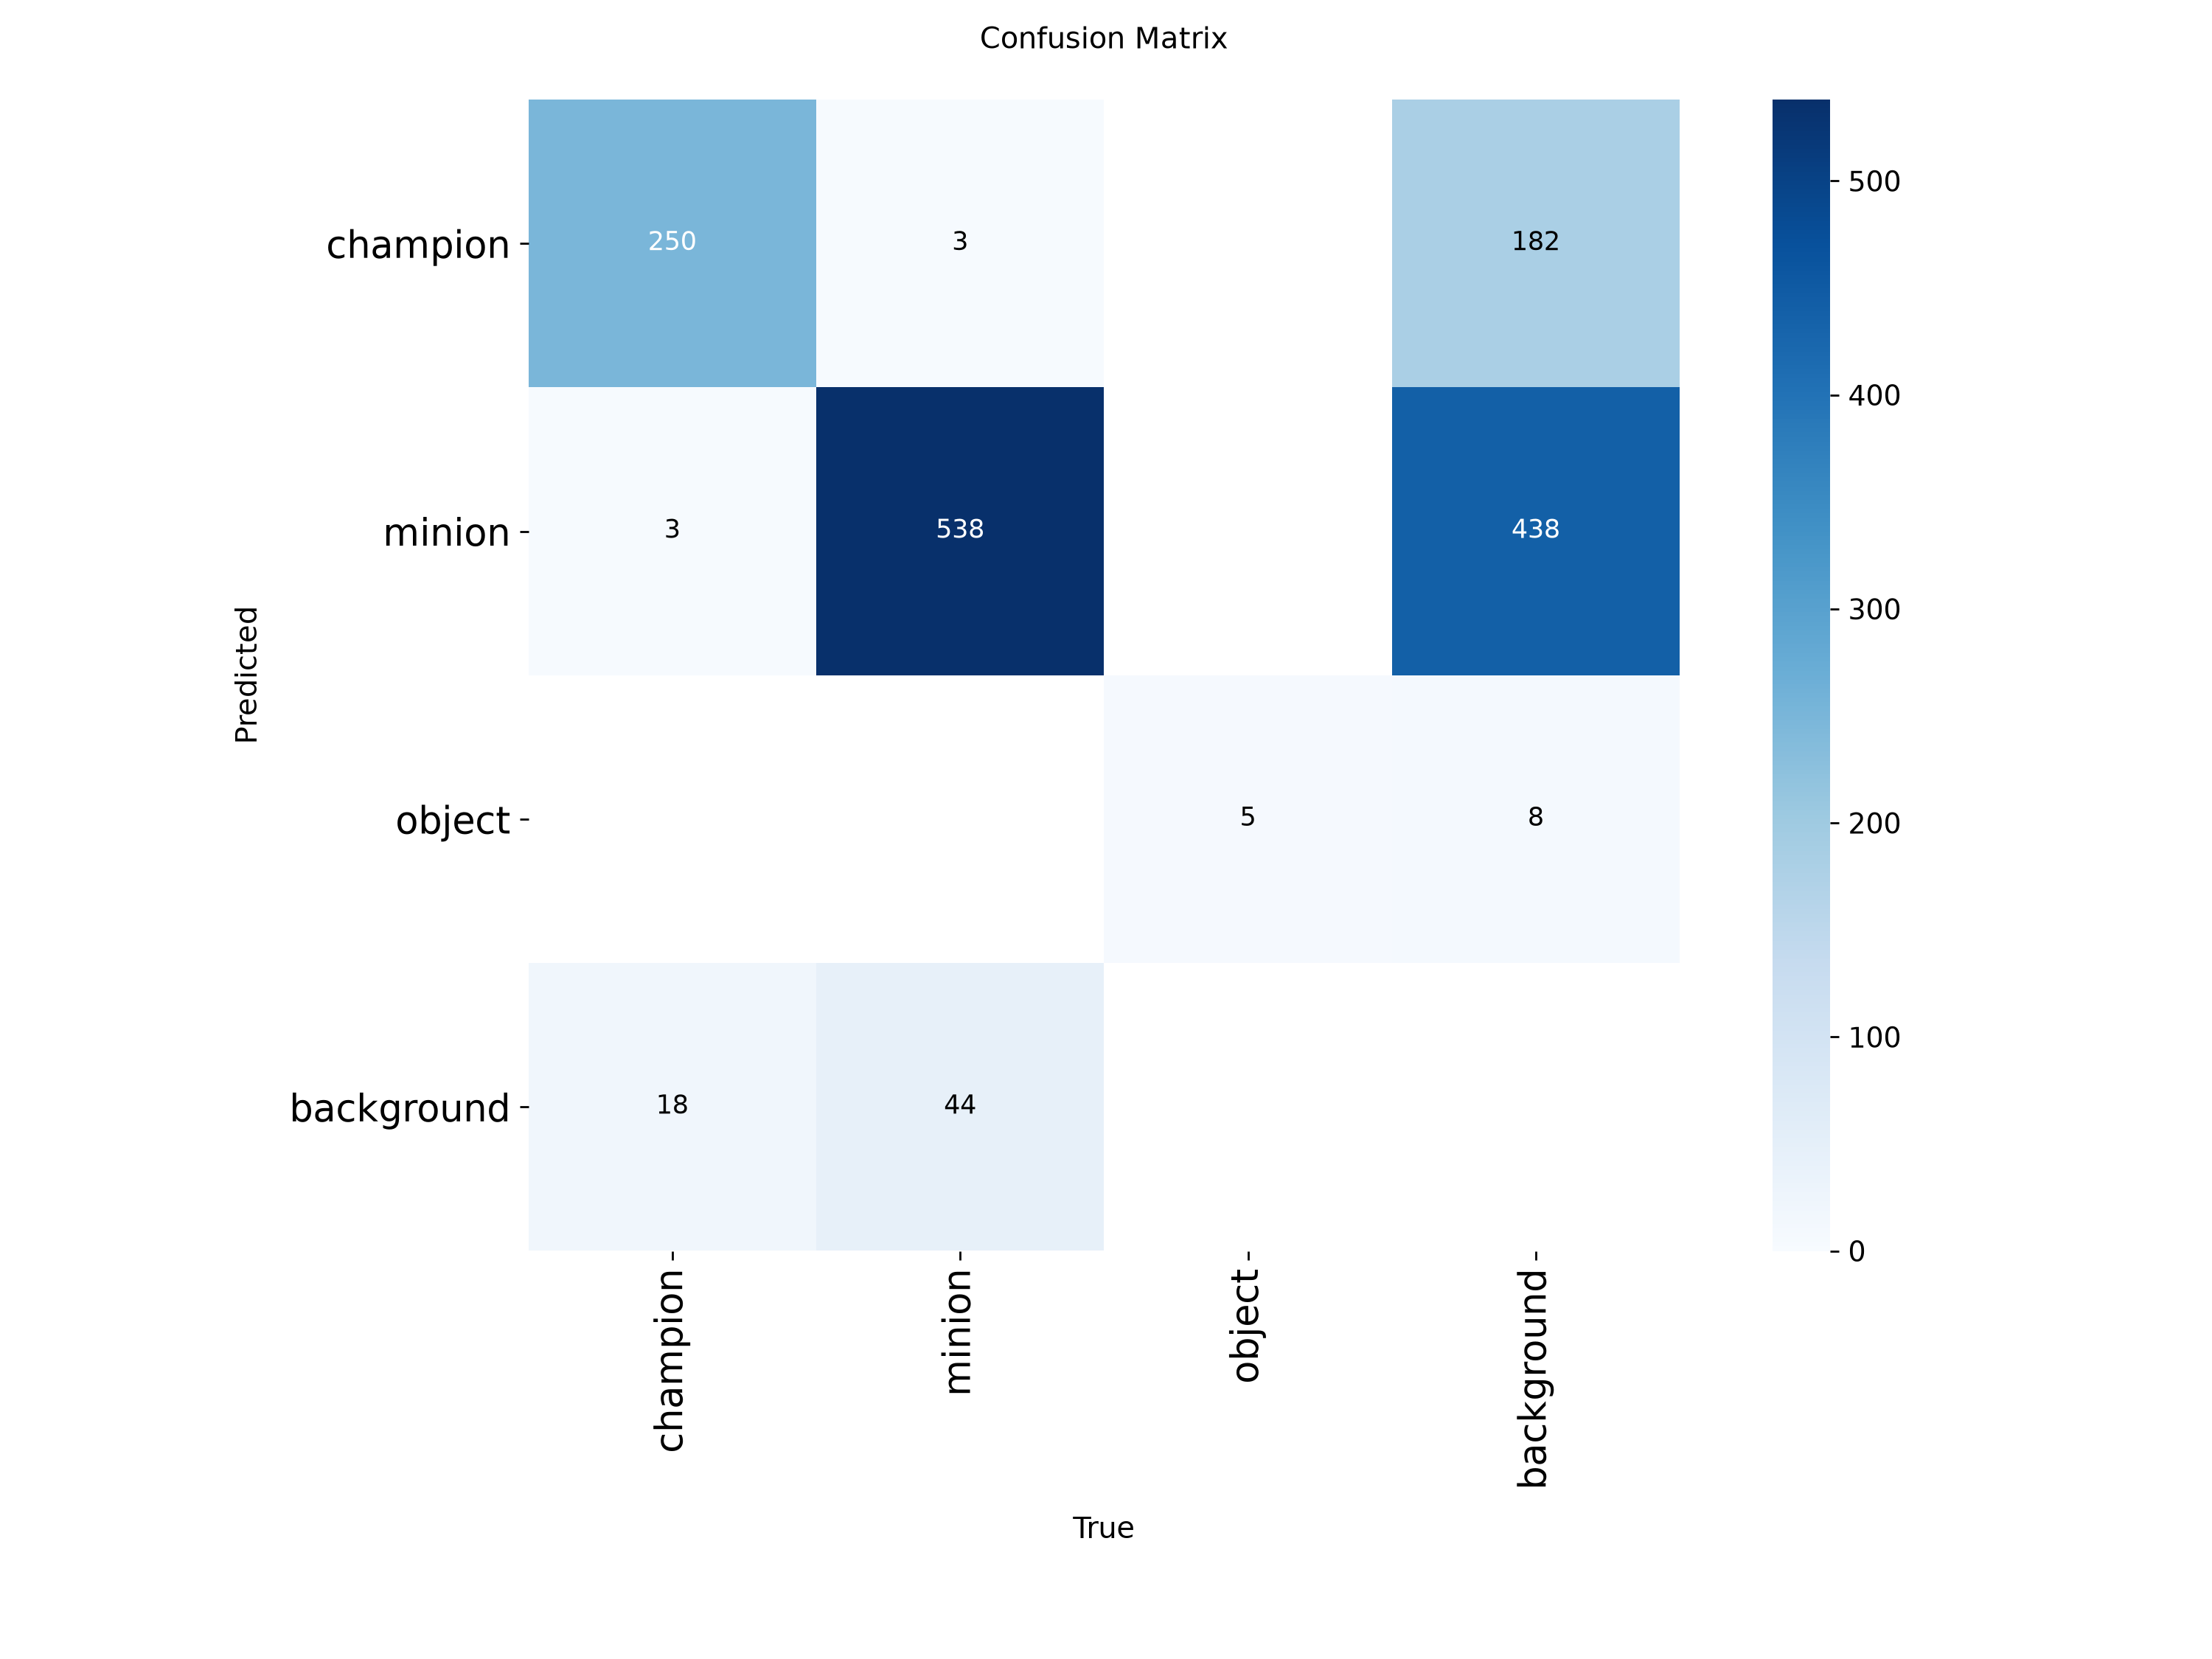 Confusion Matrix
champion
250
3
182
minion
3
538
438
object
5
8
background
18
44
champion
minion
object
background
Predicted
True
500
400
300
200
100
0